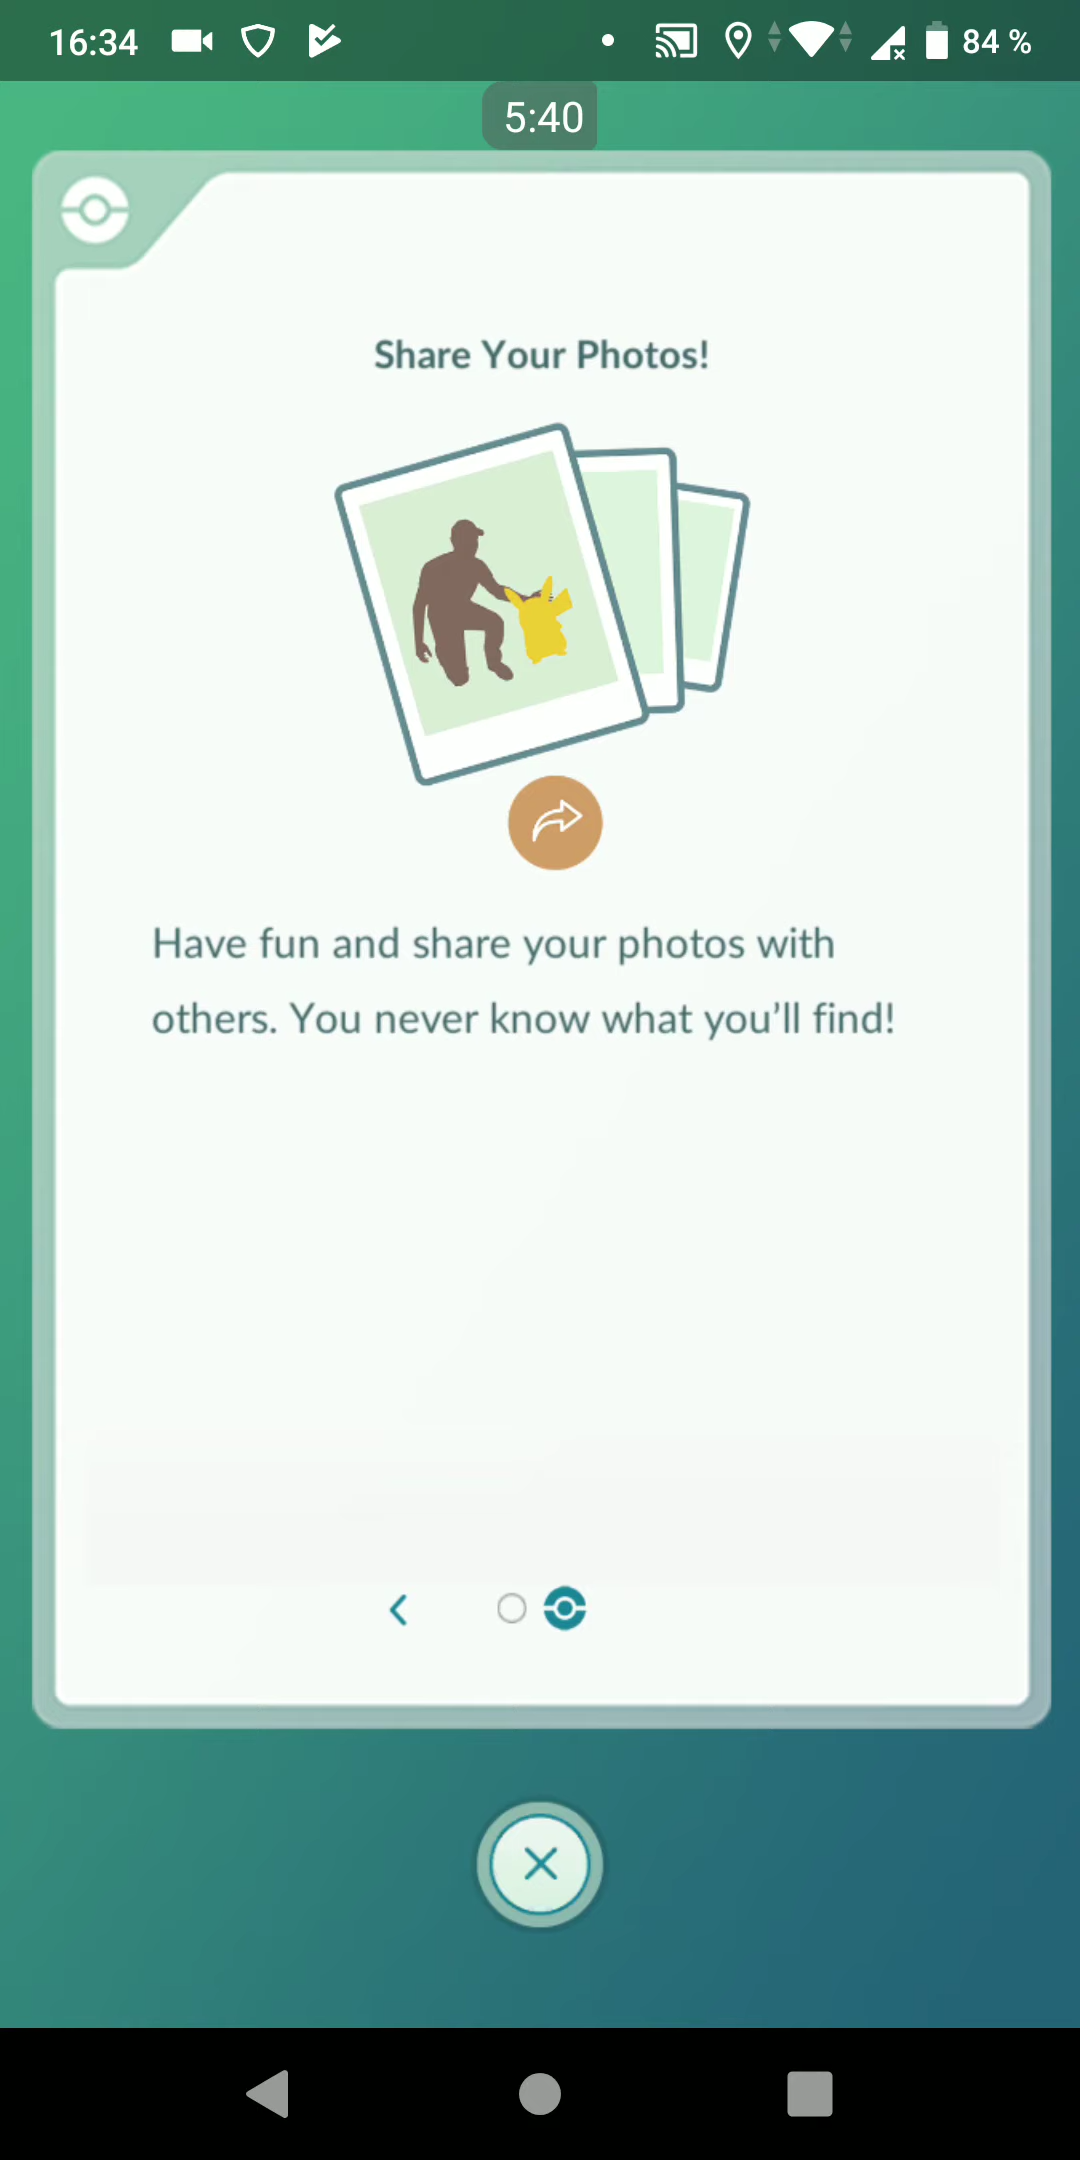 16:34
84 %
5:40
Share Your Photos!
Have fun and share your photos with
others. You never know what you’ll find!